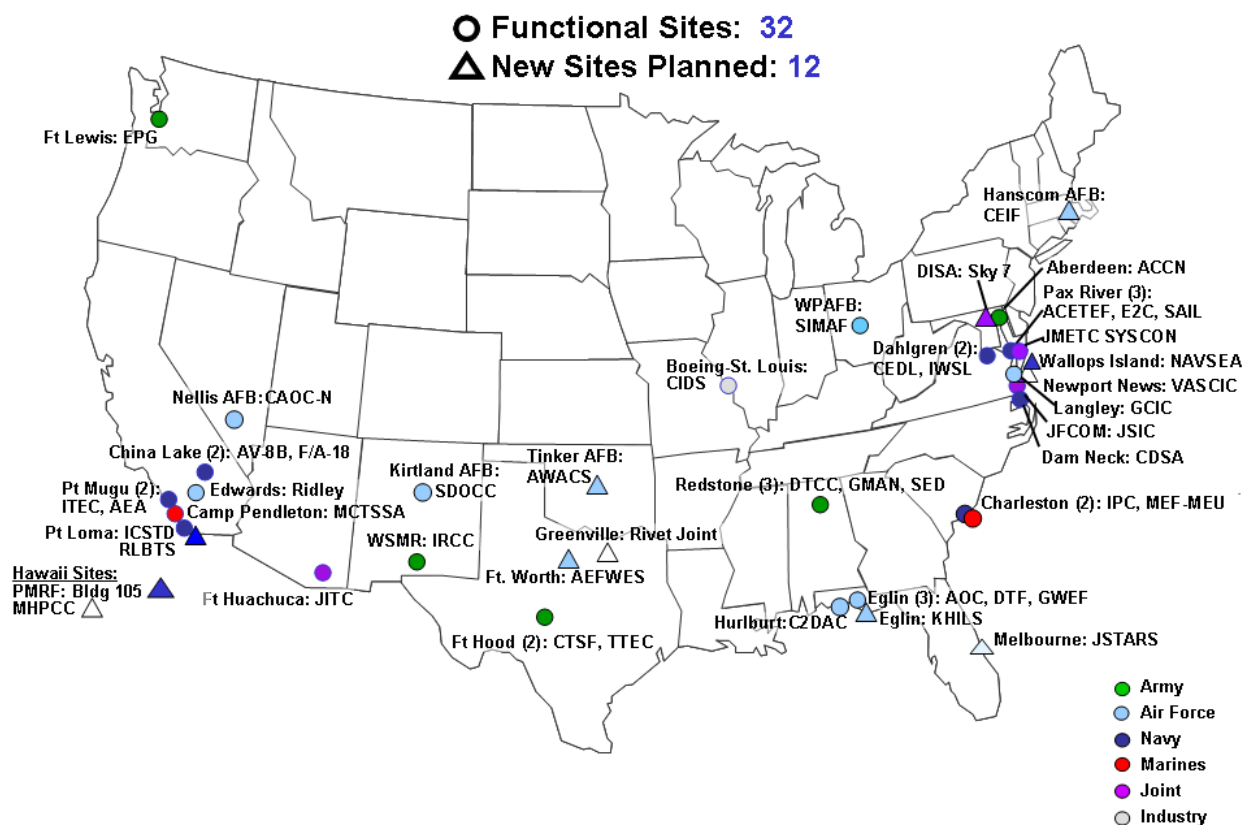 Functional Sites: 32
New Sites Planned: 12
Ft Lewis: EPG
Hanscom AFB:
CEIF
DISA: Sky 7
Aberdeen: ACCN
Pax River (3):
ACETEF, E2C, SAIL
JMETC SYSCON
Wallops Island: NAVSEA
Newport News: VASCIC
Langley: GCIC
JFCOM: JSIC
Dam Neck: CDSA
WPAFB:
SIMAF
Dahlgren (2):
CEDL, IWSL
Boeing-St. Louis:
CIDS
Nellis AFB: CAOC-N
China Lake (2): AV-8B, F/A-18
Pt Mugu (2):
ITEC, AEA
Edwards: Ridley
Camp Pendleton: MCTSSA
Pt Loma: ICSTD
RLBTS
Hawaii Sites:
PMRF: Bldg 105
MHPCC
Kirtland AFB:
SDOCC
Tinker AFB:
AWACS
WSMR: IRCC
Greenville: Rivet Joint
Ft. Worth: AEFWES
Ft Huachuca: JITC
Ft Hood (2): CTSF, TTEC
Redstone (3): DTCC, GMAN, SED
Charleston (2): IPC, MEF-MEU
Eglin (3): AOC, DTF, GWEF
Hurlburt: C2DAC
Eglin: KHILS
Melbourne: JSTARS
Army
Air Force
Navy
Marines
Joint
Industry